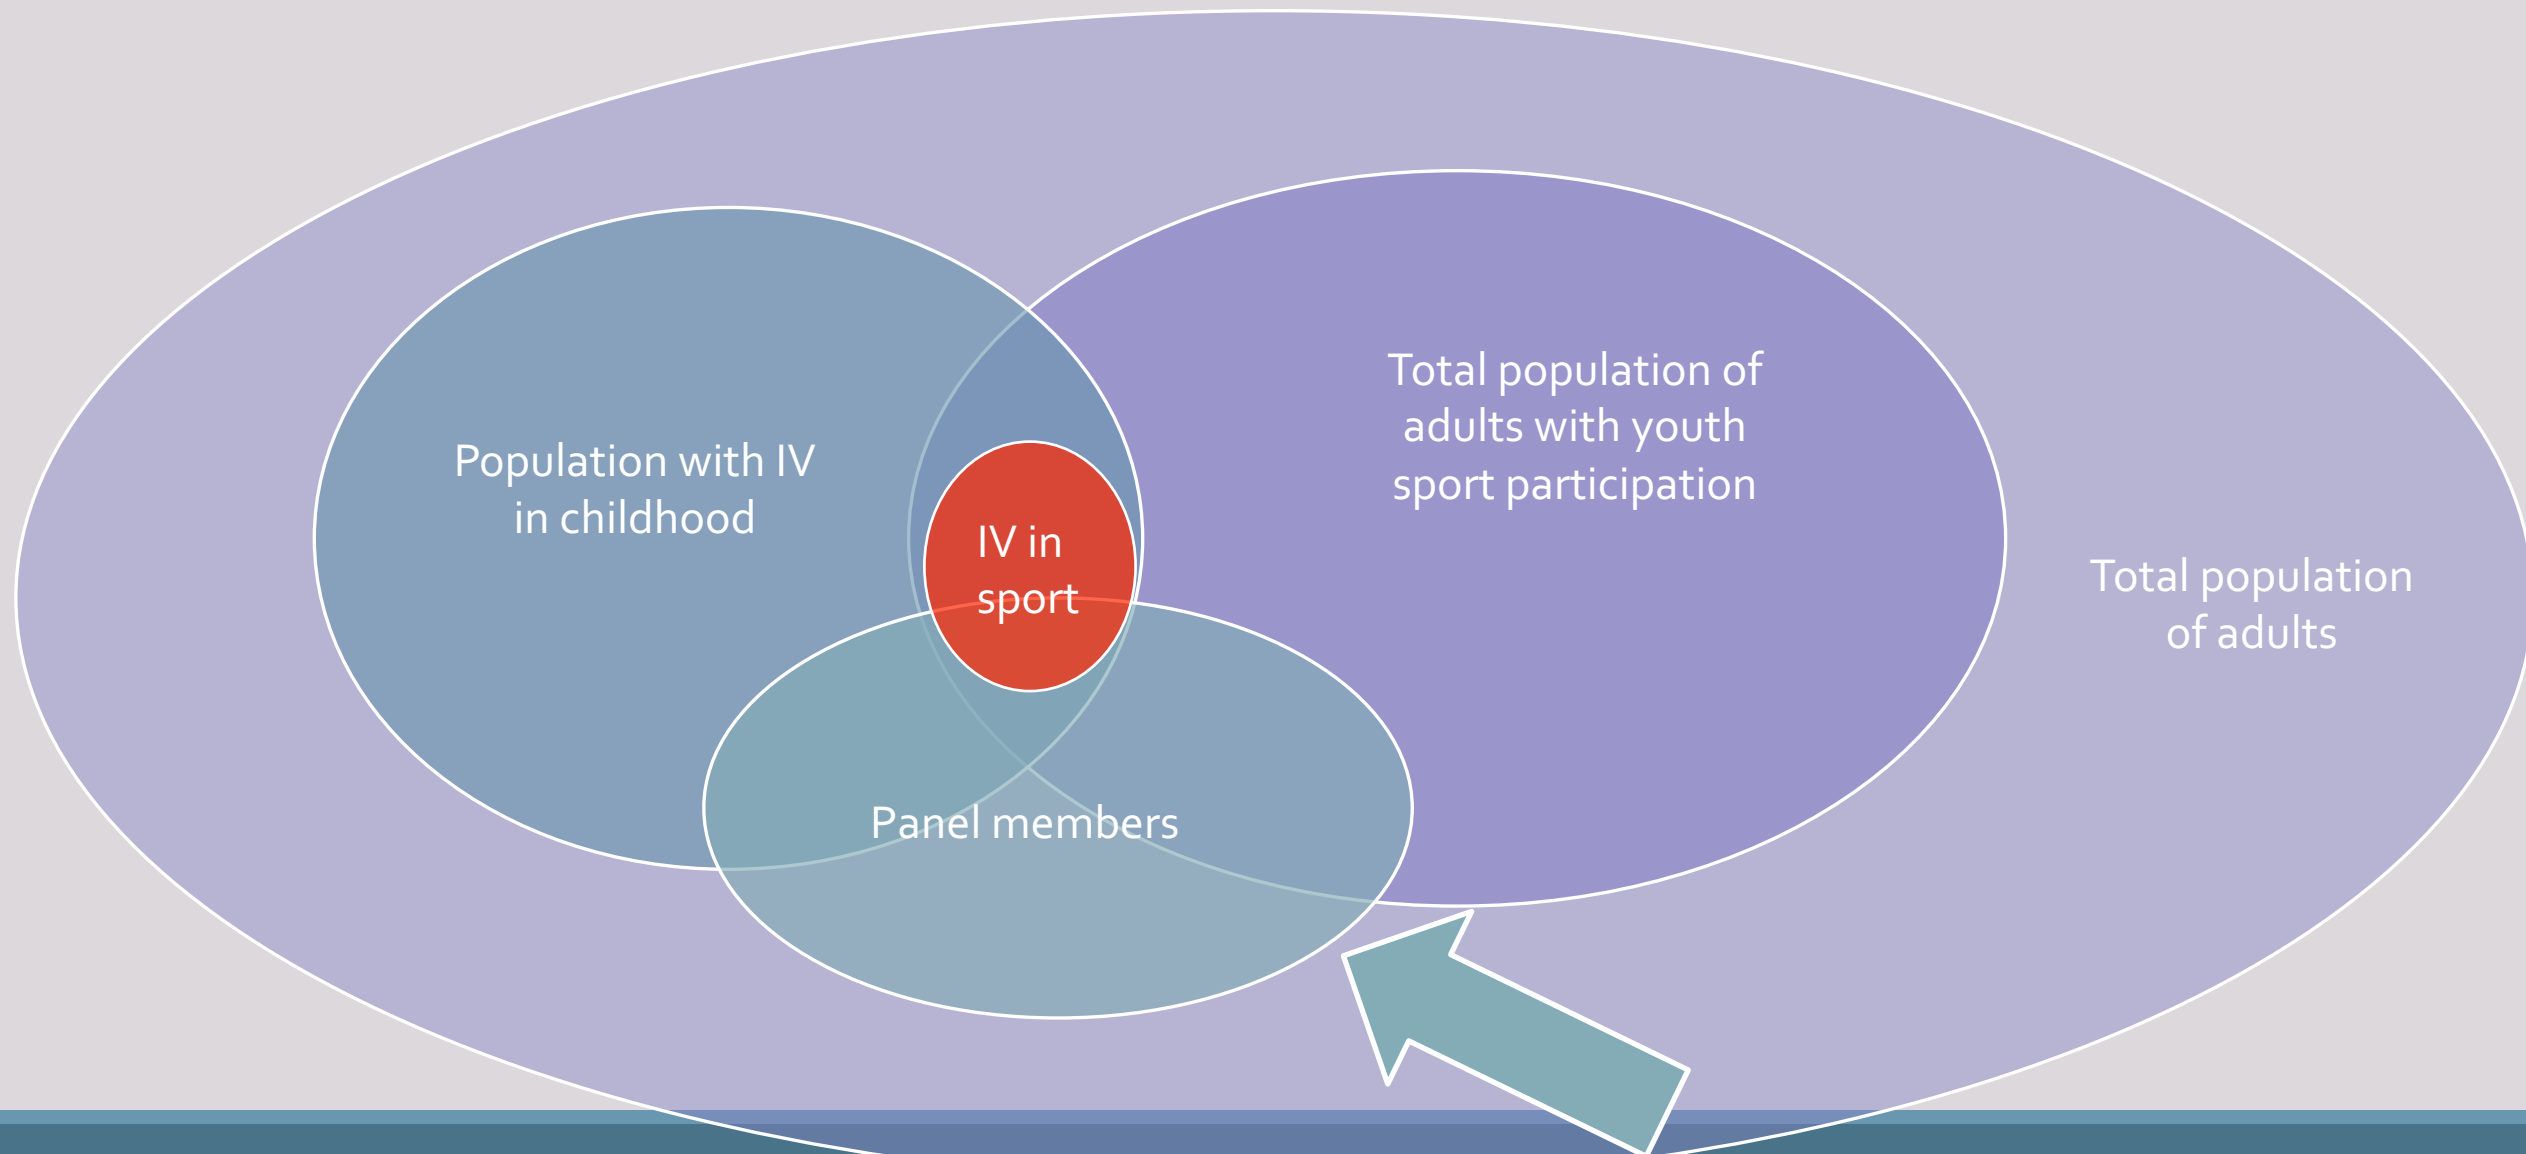 Population with IV
in childhood
IV in
sport
Total population of
adults with youth
sport participation
Total population
of adults
Panel members